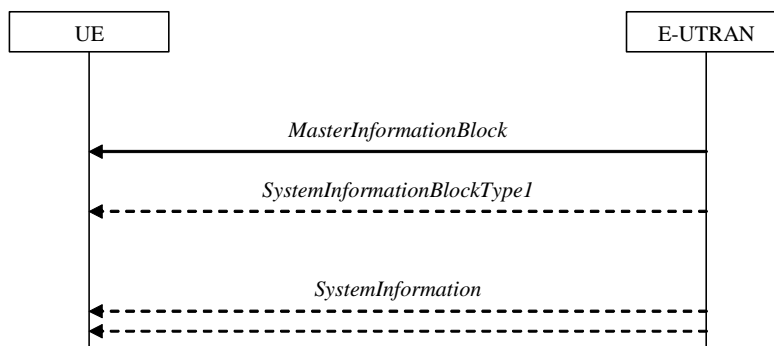 UE
E-UTRAN
MasterInformationBlock
SystemInformationBlockType1
SystemInformation